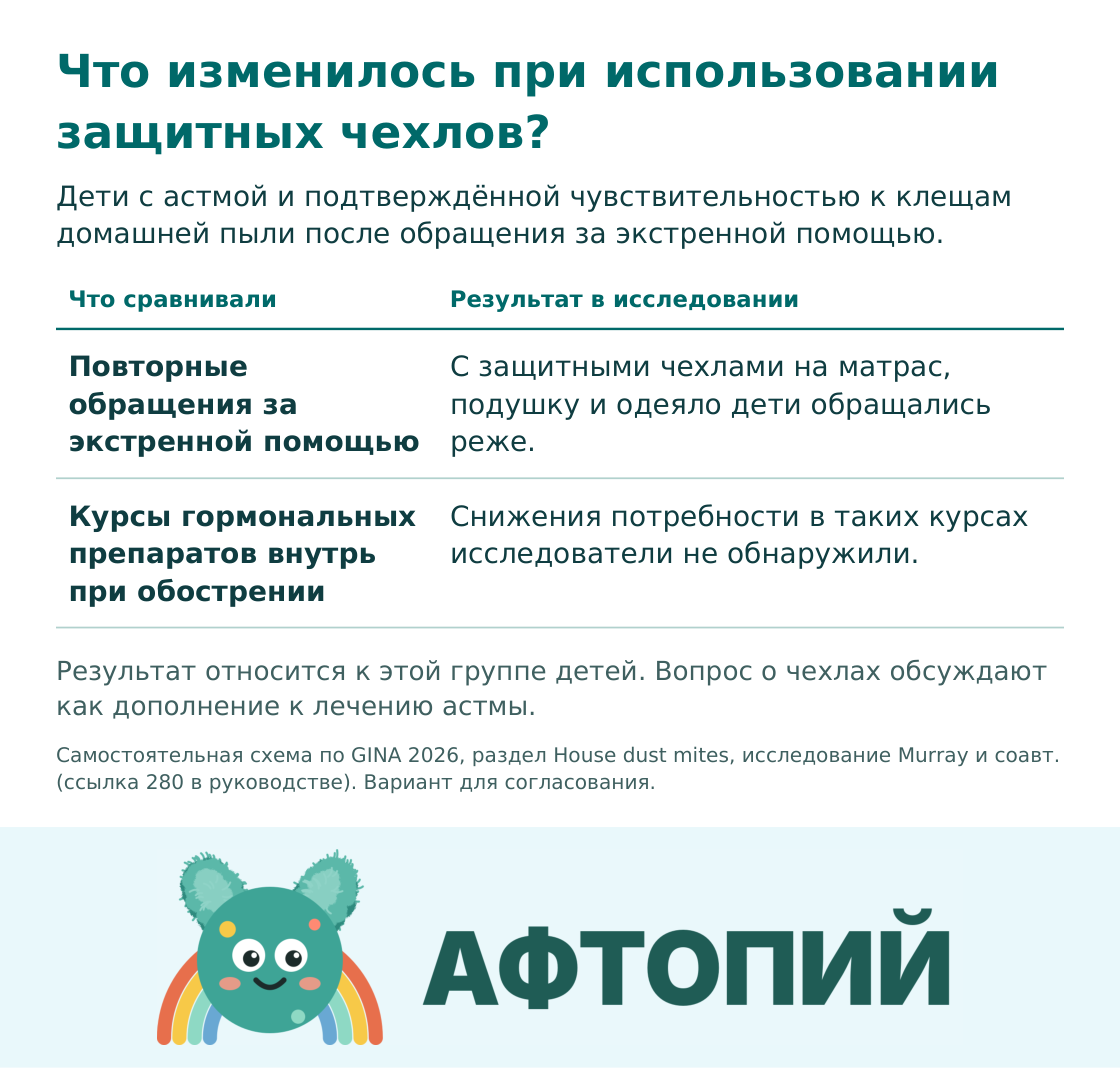 Что изменилось при использовании
защитных чехлов?
Дети с астмой и подтверждённой чувствительностью к клещам
домашней пыли после обращения за экстренной помощью.
Что сравнивали
Результат в исследовании
Повторные
обращения за
экстренной помощью
С защитными чехлами на матрас,
подушку и одеяло дети обращались
реже.
Курсы гормональных
препаратов внутрь
при обострении
Снижения потребности в таких курсах
исследователи не обнаружили.
Результат относится к этой группе детей. Вопрос о чехлах обсуждают
как дополнение к лечению астмы.
Самостоятельная схема по GINA 2026, раздел House dust mites, исследование Murray и соавт.
(ссылка 280 в руководстве). Вариант для согласования.
АФТОПИЙ